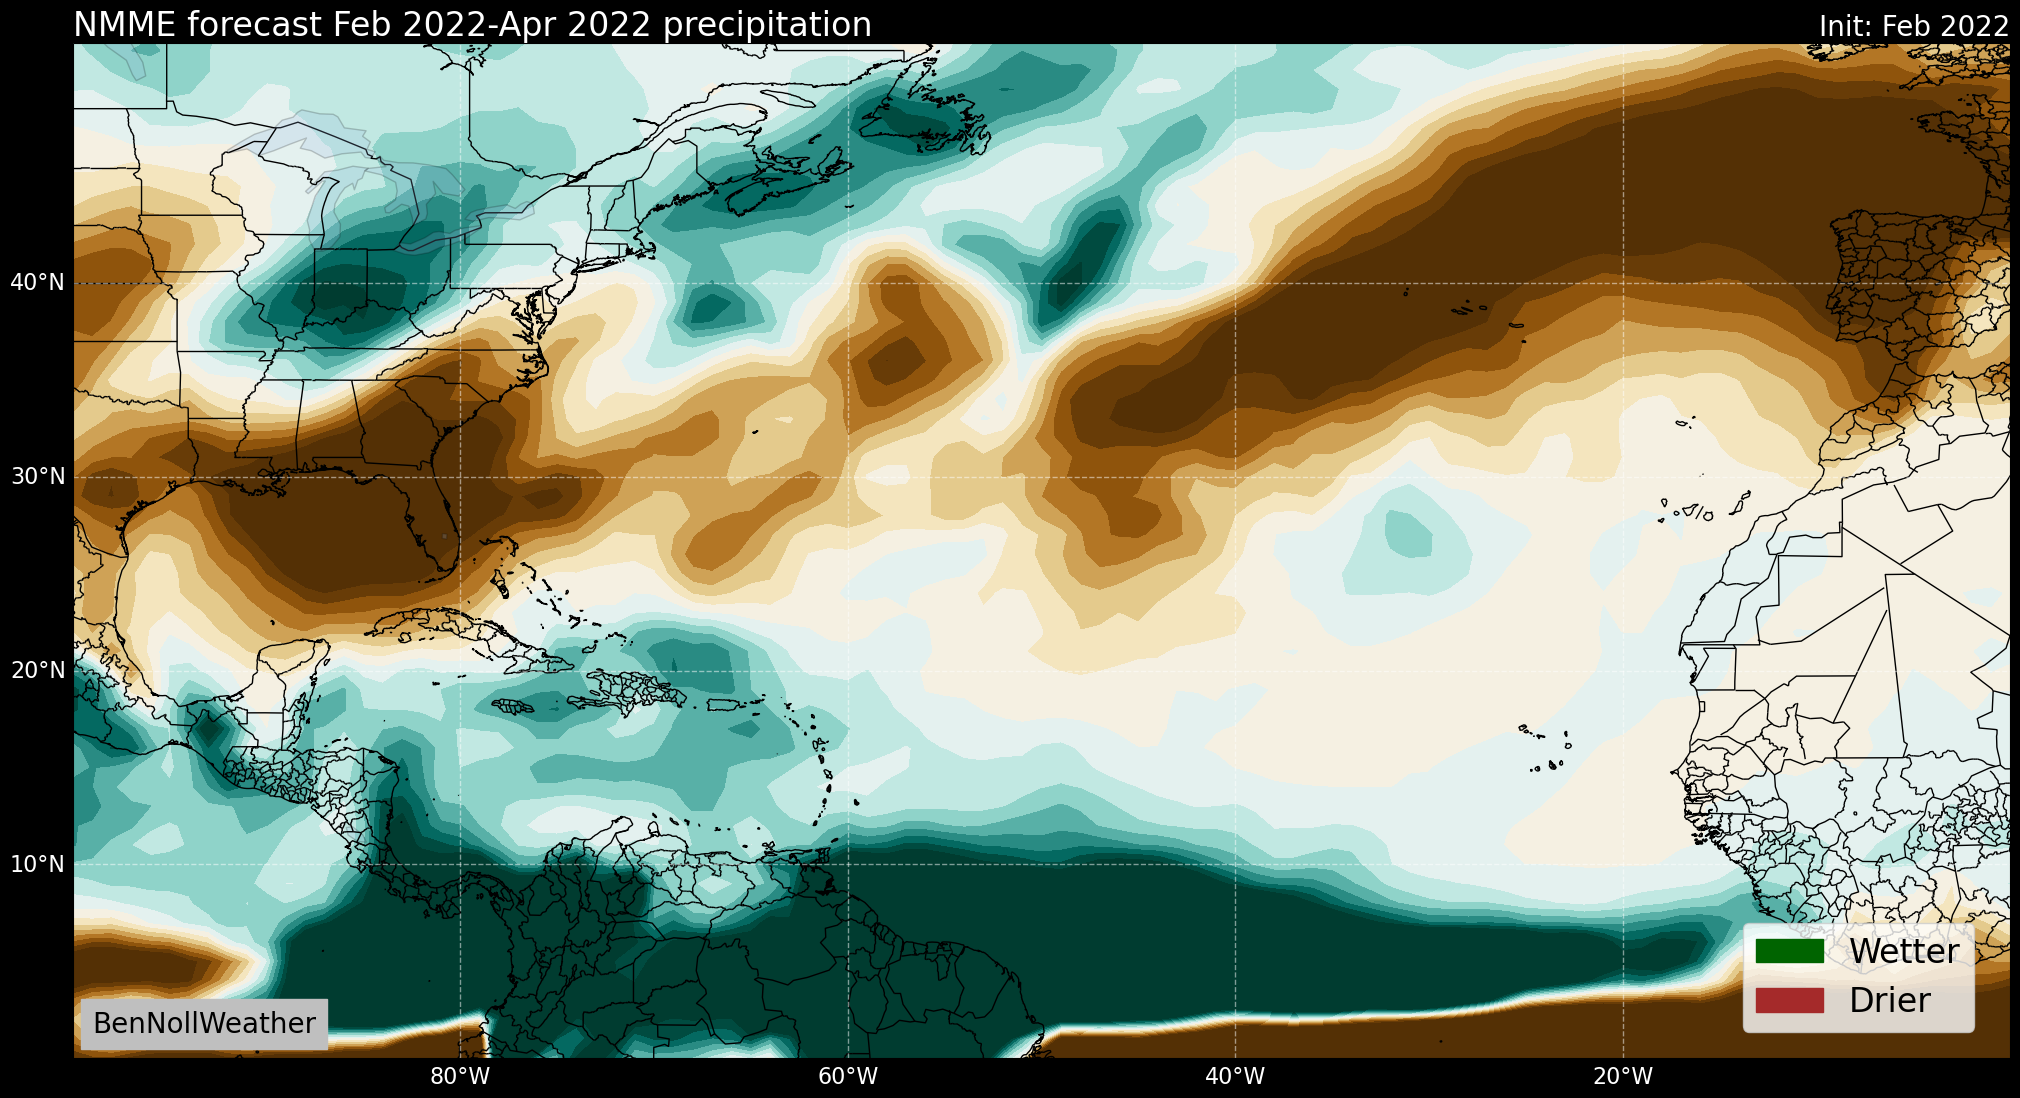 NMME forecast Feb 2022-Apr 2022 precipitation
Init: Feb 2022
40°N
30°N
20°N
10°N
Wetter
Drier
BenNollWeather
80°W
60°W
40°W
20°W